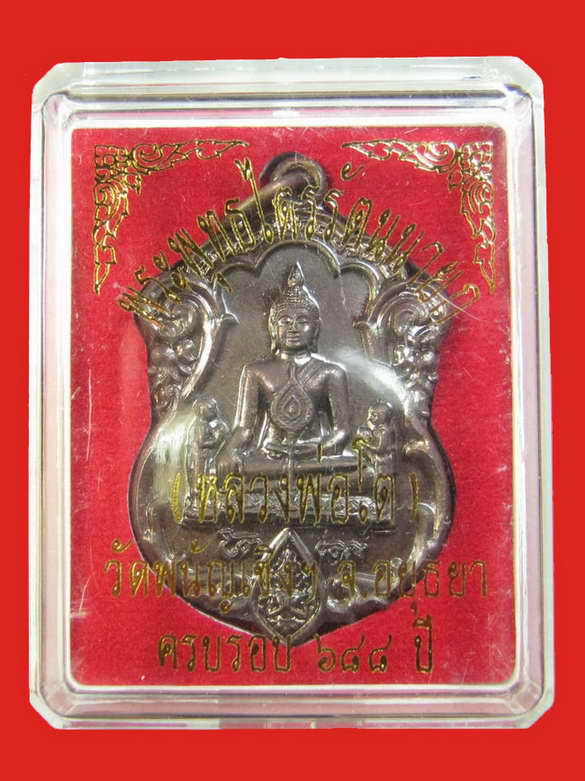 พระพุทธไตรรัตนนายก
(หลวงพ่อโต)
วัดพนัญเชิงฯ จ.อยุธยา
ครบรอบ ๖๘๘ ปี